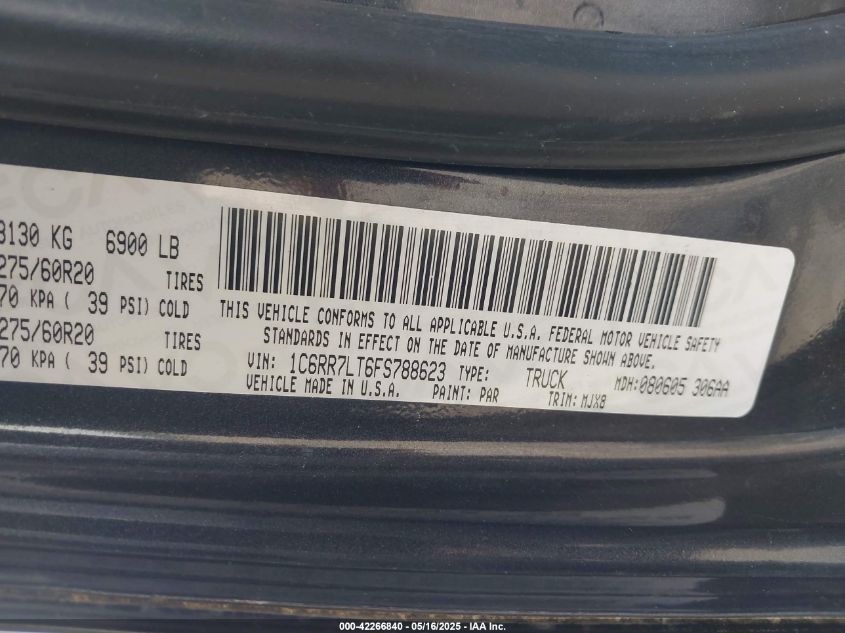 3130 KG 6900 LB
275/60R20 TIRES
70 KPA ( 39 PSI) COLD
275/60R20 TIRES
70 KPA ( 39 PSI) COLD
THIS VEHICLE CONFORMS TO ALL APPLICABLE U.S.A. FEDERAL MOTOR VEHICLE SAFETY
STANDARDS IN EFFECT ON THE DATE OF MANUFACTURE SHOWN ABOVE.
VIN: 1C6RR7LT6FS788623 TYPE: TRUCK MDH:080605 306AA
VEHICLE MADE IN U.S.A. PAINT: PAR TRIM: MJX8
000-42266840 - 05/16/2025 - © IAA Inc.